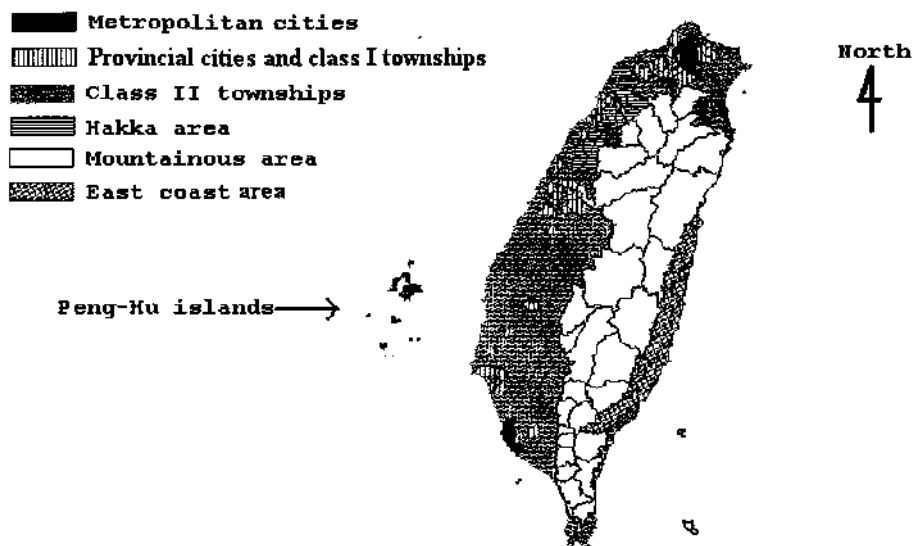 Metropolitan cities
Provincial cities and class I townships
Class II townships
Hakka area
Mountainous area
East coast area
North
Peng-Hu islands